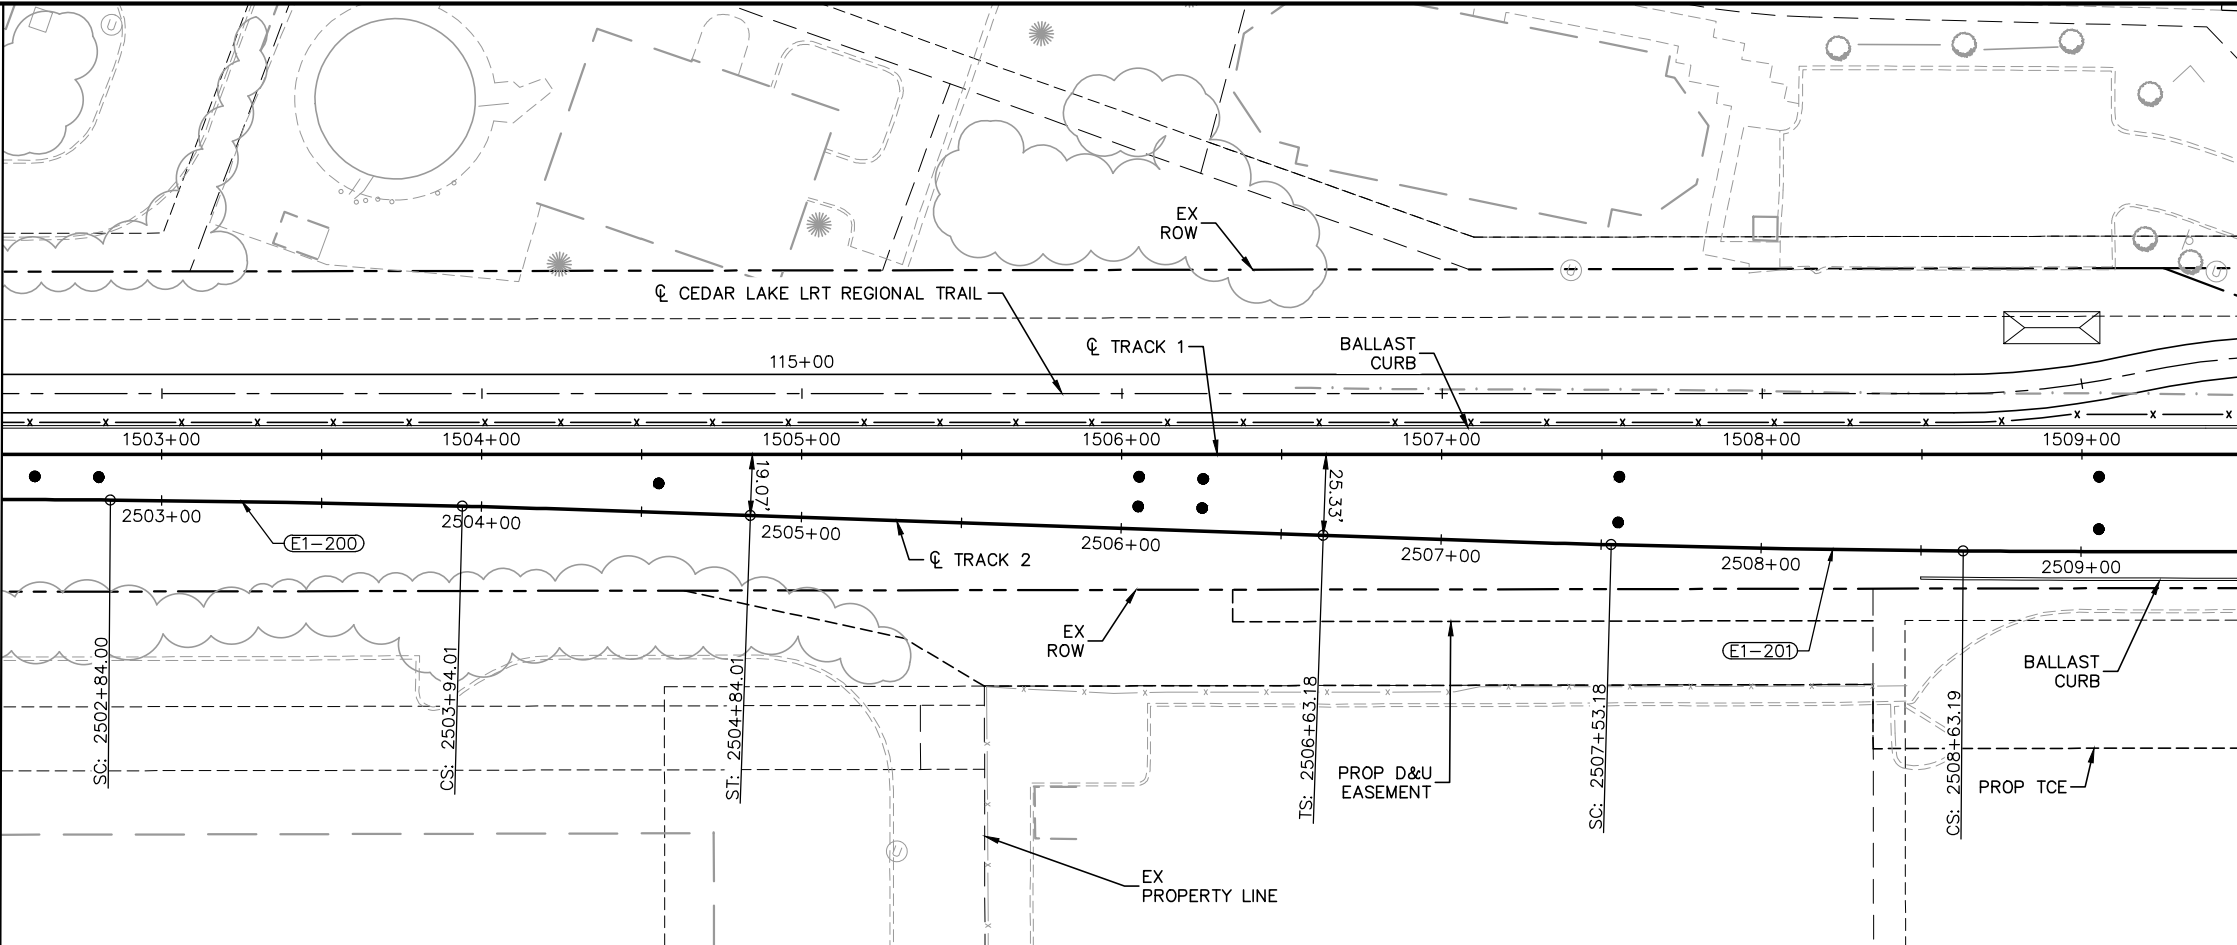 EX
ROW
℄ CEDAR LAKE LRT REGIONAL TRAIL
℄ TRACK 1
BALLAST
CURB
115+00
1503+00
1504+00
1505+00
1506+00
1507+00
1508+00
1509+00
19.07'
25.33'
2503+00
2504+00
2505+00
2506+00
2507+00
2508+00
2509+00
E1-200
℄ TRACK 2
EX
ROW
E1-201
BALLAST
CURB
SC: 2502+84.00
CS: 2503+94.01
ST: 2504+84.01
TS: 2506+63.18
SC: 2507+53.18
CS: 2508+63.19
PROP D&U
EASEMENT
PROP TCE
EX
PROPERTY LINE
U
U
U
U